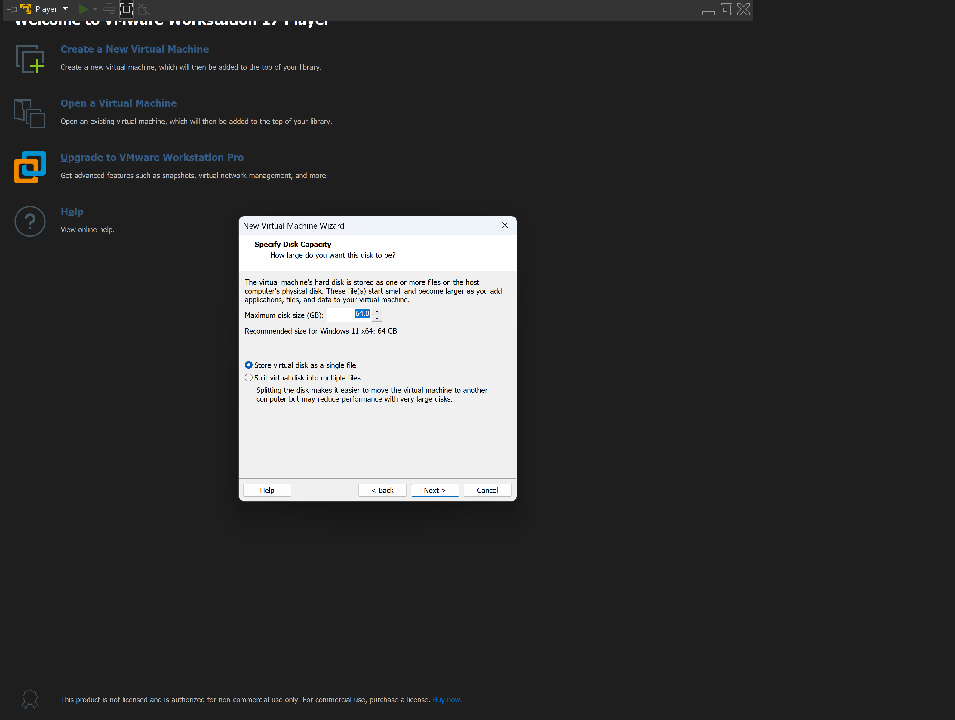 Player
Welcome to VMware Workstation 17 Player
Create a New Virtual Machine
Create a new virtual machine, which will then be added to the top of your library.
Open a Virtual Machine
Open an existing virtual machine, which will then be added to the top of your library.
Upgrade to VMware Workstation Pro
Get advanced features such as snapshots, virtual network management, and more.
Help
View online help.
New Virtual Machine Wizard
Specify Disk Capacity
How large do you want this disk to be?
The virtual machine's hard disk is stored as one or more files on the host
computer's physical disk. These file(s) start small and become larger as you add
applications, files, and data to your virtual machine.
Maximum disk size (GB): 64.0
Recommended size for Windows 11 x64: 64 GB
Store virtual disk as a single file
Split virtual disk into multiple files
Splitting the disk makes it easier to move the virtual machine to another
computer but may reduce performance with very large disks.
Help < Back Next > Cancel
This product is not licensed and is authorized for non-commercial use only. For commercial use, purchase a license. Buy now.